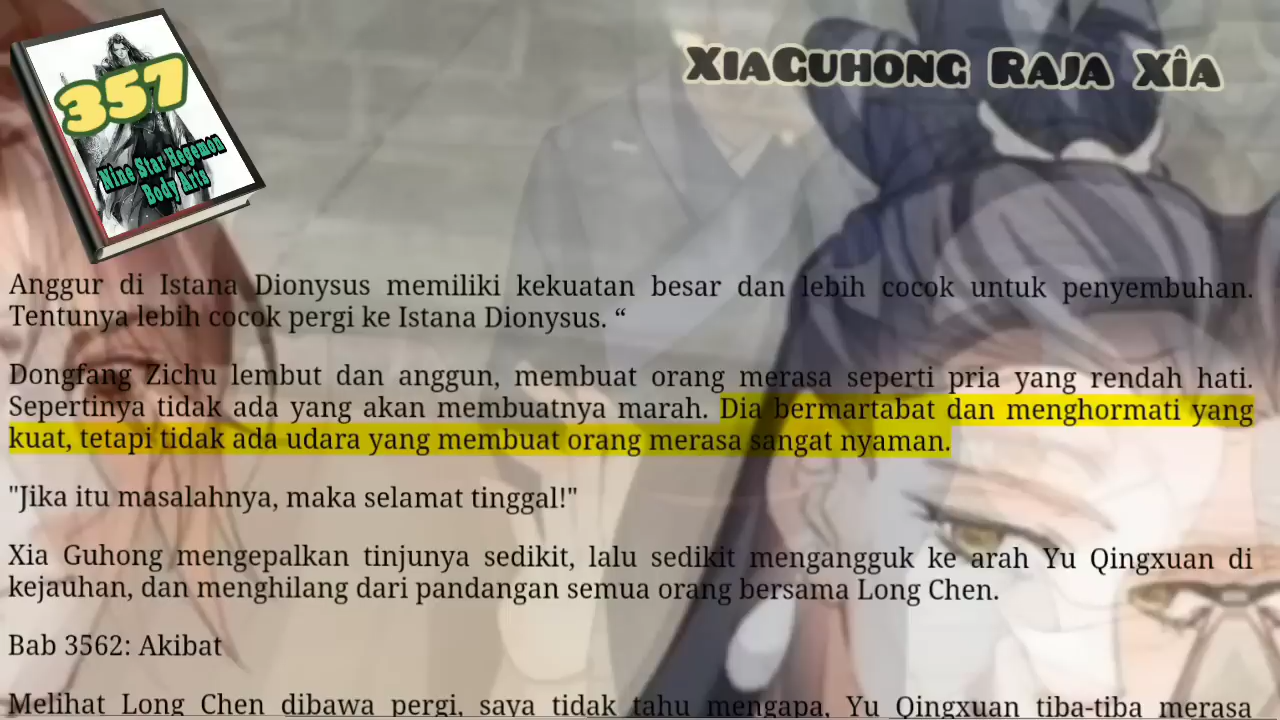 357
Nine Star Hegemon
Body Arts
XiaGuhong Raja Xîa
Anggur di Istana Dionysus memiliki kekuatan besar dan lebih cocok untuk penyembuhan.
Tentunya lebih cocok pergi ke Istana Dionysus. “
Dongfang Zichu lembut dan anggun, membuat orang merasa seperti pria yang rendah hati.
Sepertinya tidak ada yang akan membuatnya marah. Dia bermartabat dan menghormati yang
kuat, tetapi tidak ada udara yang membuat orang merasa sangat nyaman.
"Jika itu masalahnya, maka selamat tinggal!"
Xia Guhong mengepalkan tinjunya sedikit, lalu sedikit mengangguk ke arah Yu Qingxuan di
kejauhan, dan menghilang dari pandangan semua orang bersama Long Chen.
Bab 3562: Akibat
Melihat Long Chen dibawa pergi, saya tidak tahu mengapa, Yu Qingxuan tiba-tiba merasa